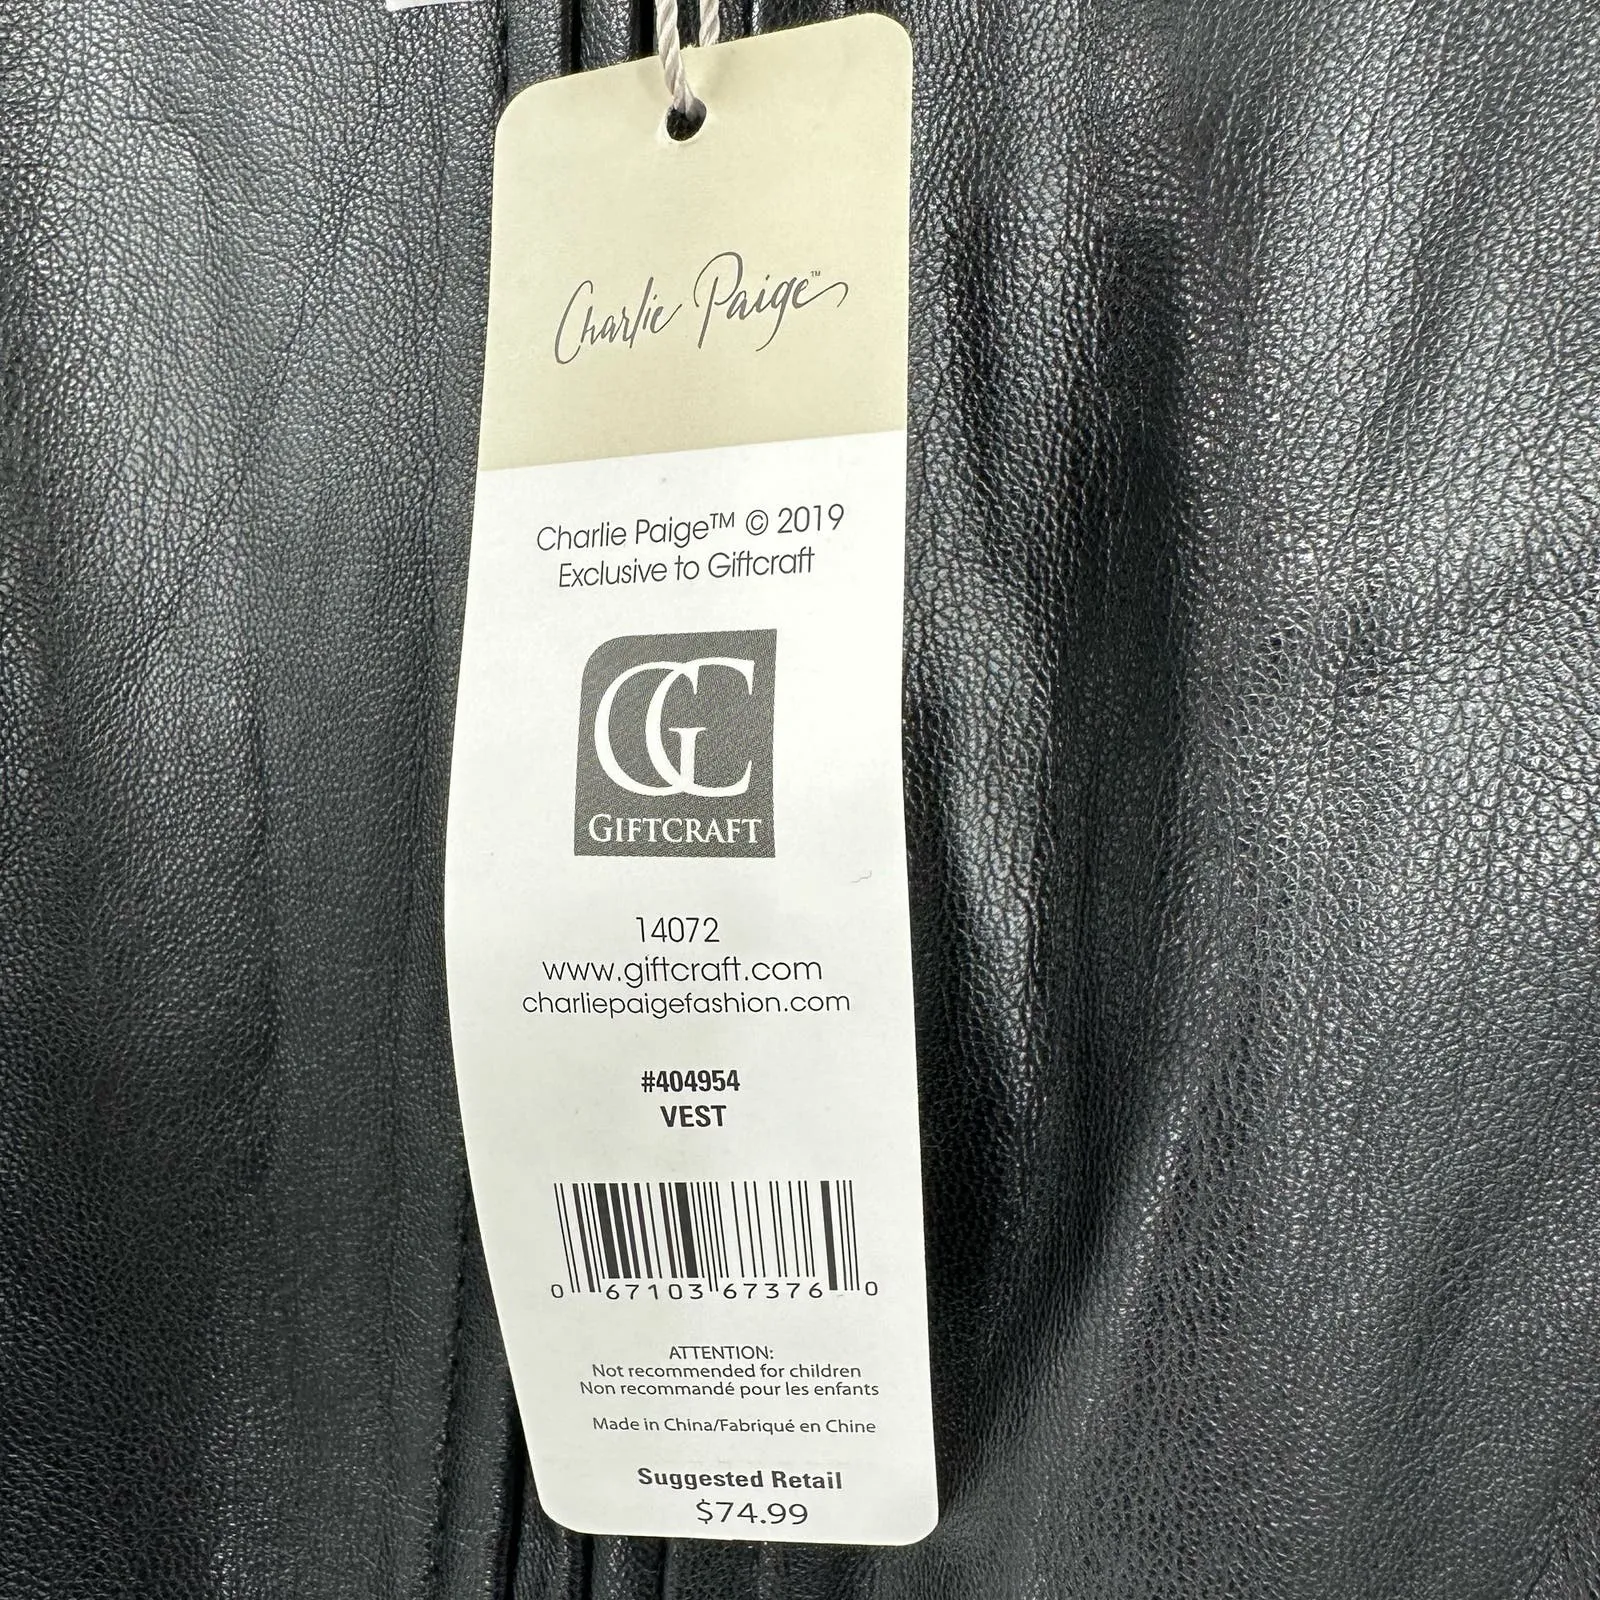 Charlie Paige™
Charlie Paige™ © 2019
Exclusive to Giftcraft
GC
GIFTCRAFT
14072
www.giftcraft.com
charliepaigefashion.com
#404954
VEST
0 67103 67376 0
ATTENTION:
Not recommended for children
Non recommandé pour les enfants
Made in China/Fabriqué en Chine
Suggested Retail
$74.99